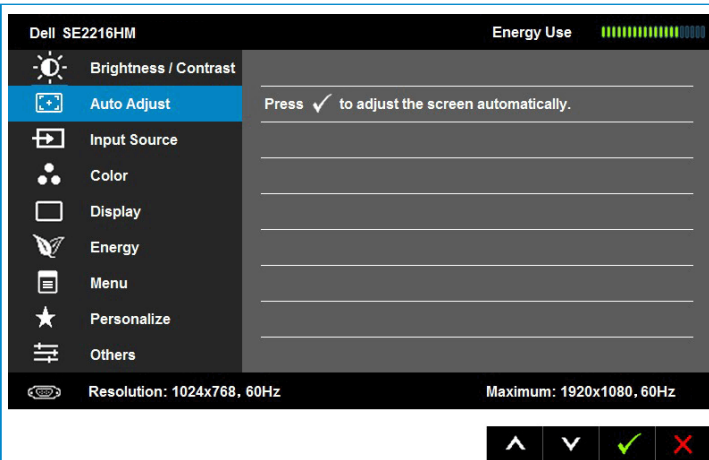 Dell SE2216HM Energy Use
Brightness / Contrast
Auto Adjust Press ✓ to adjust the screen automatically.
Input Source
Color
Display
Energy
Menu
Personalize
Others
Resolution: 1024x768, 60Hz Maximum: 1920x1080, 60Hz